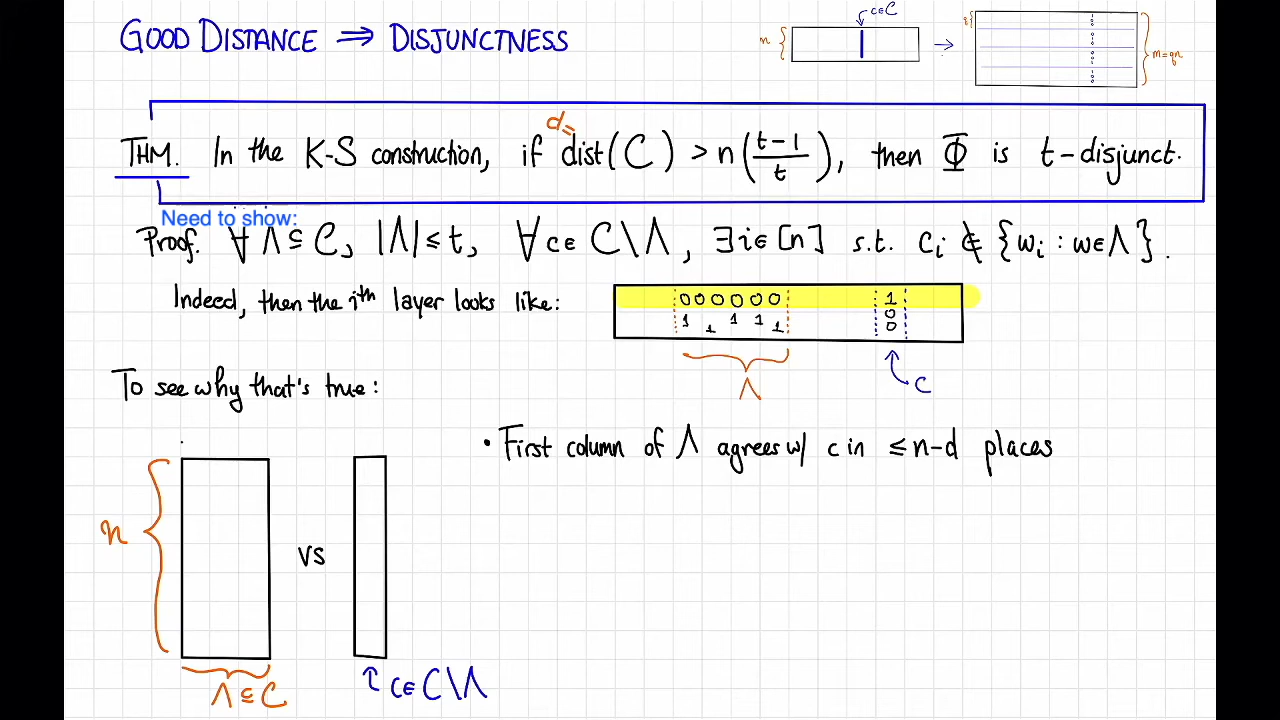 GOOD DISTANCE ⇒ DISJUNCTNESS
c∈C
n
q
m=qn
d=
THM. In the K-S construction, if dist(C) > n(t-1/t), then Φ is t-disjunct.
Need to show:
Proof. ∀ Λ ⊆ C, |Λ| ≤ t, ∀ c ∈ C\Λ, ∃ i ∈ [n] s.t. c_i ∉ {w_i : w ∈ Λ}.
Indeed, then the i^th layer looks like:
0 0 0 0 0 0 1
1 1 1 1 1 0
0
Λ
c
To see why that's true:
• First column of Λ agrees w/ c in ≤ n-d places
n
vs
Λ ⊆ C
c ∈ C\Λ